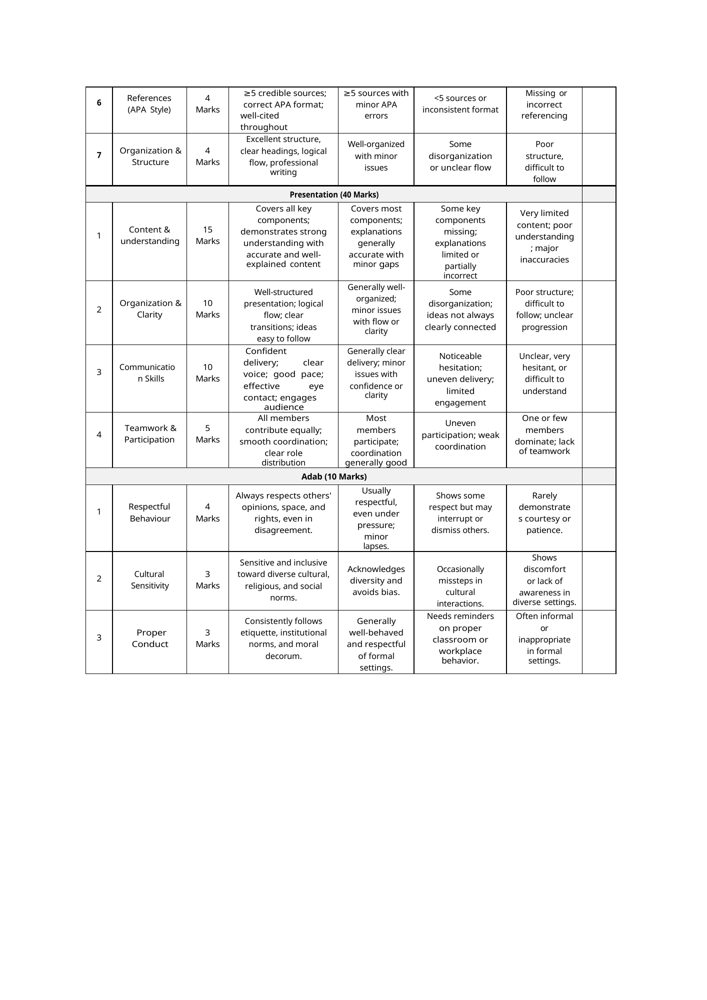 6
References
(APA Style)
4
Marks
≥5 credible sources;
correct APA format;
well-cited
throughout
≥5 sources with
minor APA
errors
<5 sources or
inconsistent format
Missing or
incorrect
referencing
7
Organization &
Structure
4
Marks
Excellent structure,
clear headings, logical
flow, professional
writing
Well-organized
with minor
issues
Some
disorganization
or unclear flow
Poor
structure,
difficult to
follow
Presentation (40 Marks)
1
Content &
understanding
15
Marks
Covers all key
components;
demonstrates strong
understanding with
accurate and well-
explained content
Covers most
components;
explanations
generally
accurate with
minor gaps
Some key
components
missing;
explanations
limited or
partially
incorrect
Very limited
content; poor
understanding
; major
inaccuracies
2
Organization &
Clarity
10
Marks
Well-structured
presentation; logical
flow; clear
transitions; ideas
easy to follow
Generally well-
organized;
minor issues
with flow or
clarity
Some
disorganization;
ideas not always
clearly connected
Poor structure;
difficult to
follow; unclear
progression
3
Communicatio
n Skills
10
Marks
Confident
delivery; clear
voice; good pace;
effective eye
contact; engages
audience
Generally clear
delivery; minor
issues with
confidence or
clarity
Noticeable
hesitation;
uneven delivery;
limited
engagement
Unclear, very
hesitant, or
difficult to
understand
4
Teamwork &
Participation
5
Marks
All members
contribute equally;
smooth coordination;
clear role
distribution
Most
members
participate;
coordination
generally good
Uneven
participation; weak
coordination
One or few
members
dominate; lack
of teamwork
Adab (10 Marks)
1
Respectful
Behaviour
4
Marks
Always respects others'
opinions, space, and
rights, even in
disagreement.
Usually
respectful,
even under
pressure;
minor
lapses.
Shows some
respect but may
interrupt or
dismiss others.
Rarely
demonstrate
s courtesy or
patience.
2
Cultural
Sensitivity
3
Marks
Sensitive and inclusive
toward diverse cultural,
religious, and social
norms.
Acknowledges
diversity and
avoids bias.
Occasionally
missteps in
cultural
interactions.
Shows
discomfort
or lack of
awareness in
diverse settings.
3
Proper
Conduct
3
Marks
Consistently follows
etiquette, institutional
norms, and moral
decorum.
Generally
well-behaved
and respectful
of formal
settings.
Needs reminders
on proper
classroom or
workplace
behavior.
Often informal
or
inappropriate
in formal
settings.